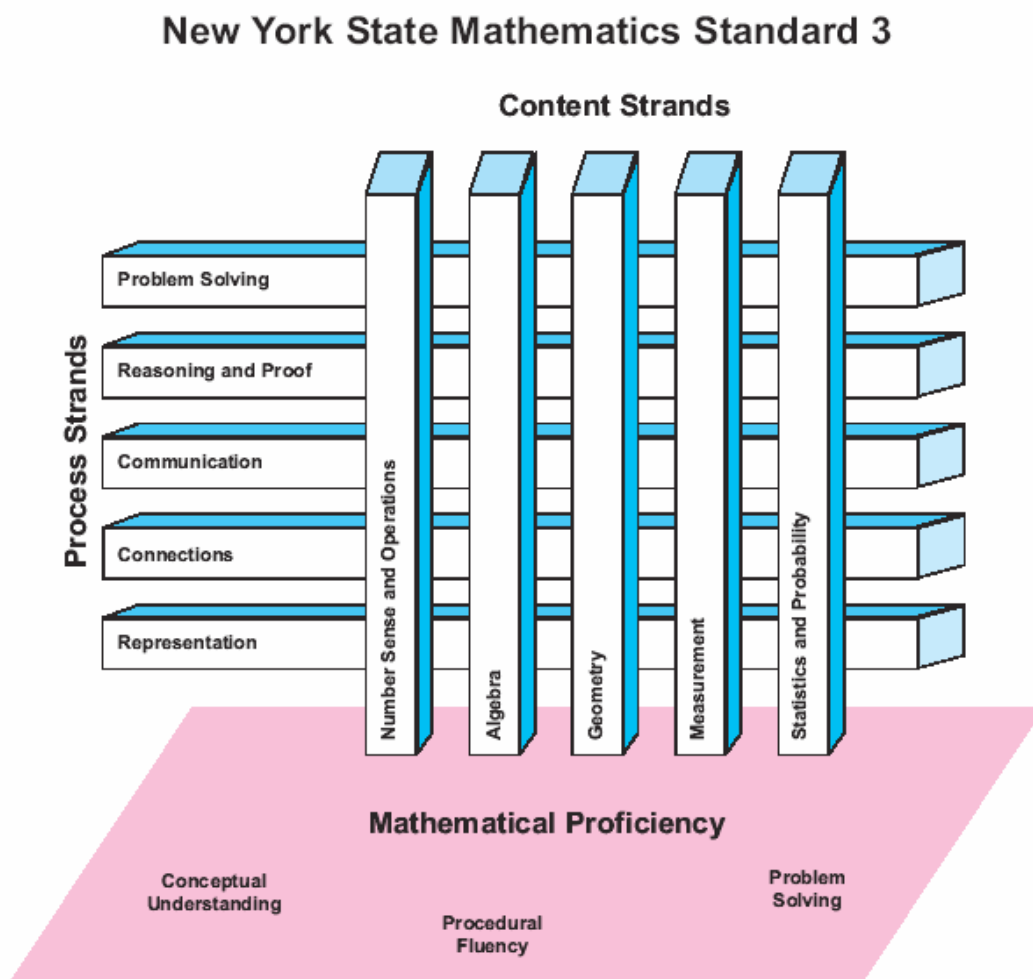 New York State Mathematics Standard 3
Content Strands
Process Strands
Problem Solving
Reasoning and Proof
Communication
Connections
Representation
Number Sense and Operations
Algebra
Geometry
Measurement
Statistics and Probability
Mathematical Proficiency
Conceptual
Understanding
Procedural
Fluency
Problem
Solving